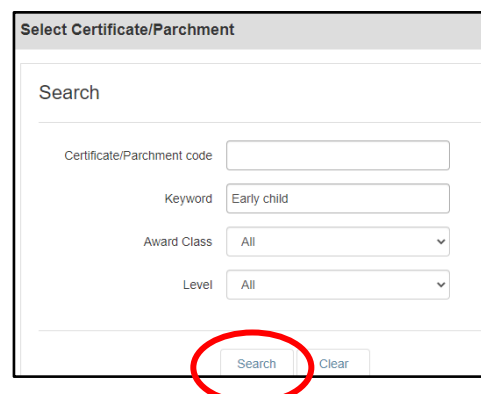 Select Certificate/Parchment
Search
Certificate/Parchment code
Keyword Early child
Award Class All
Level All
Search Clear